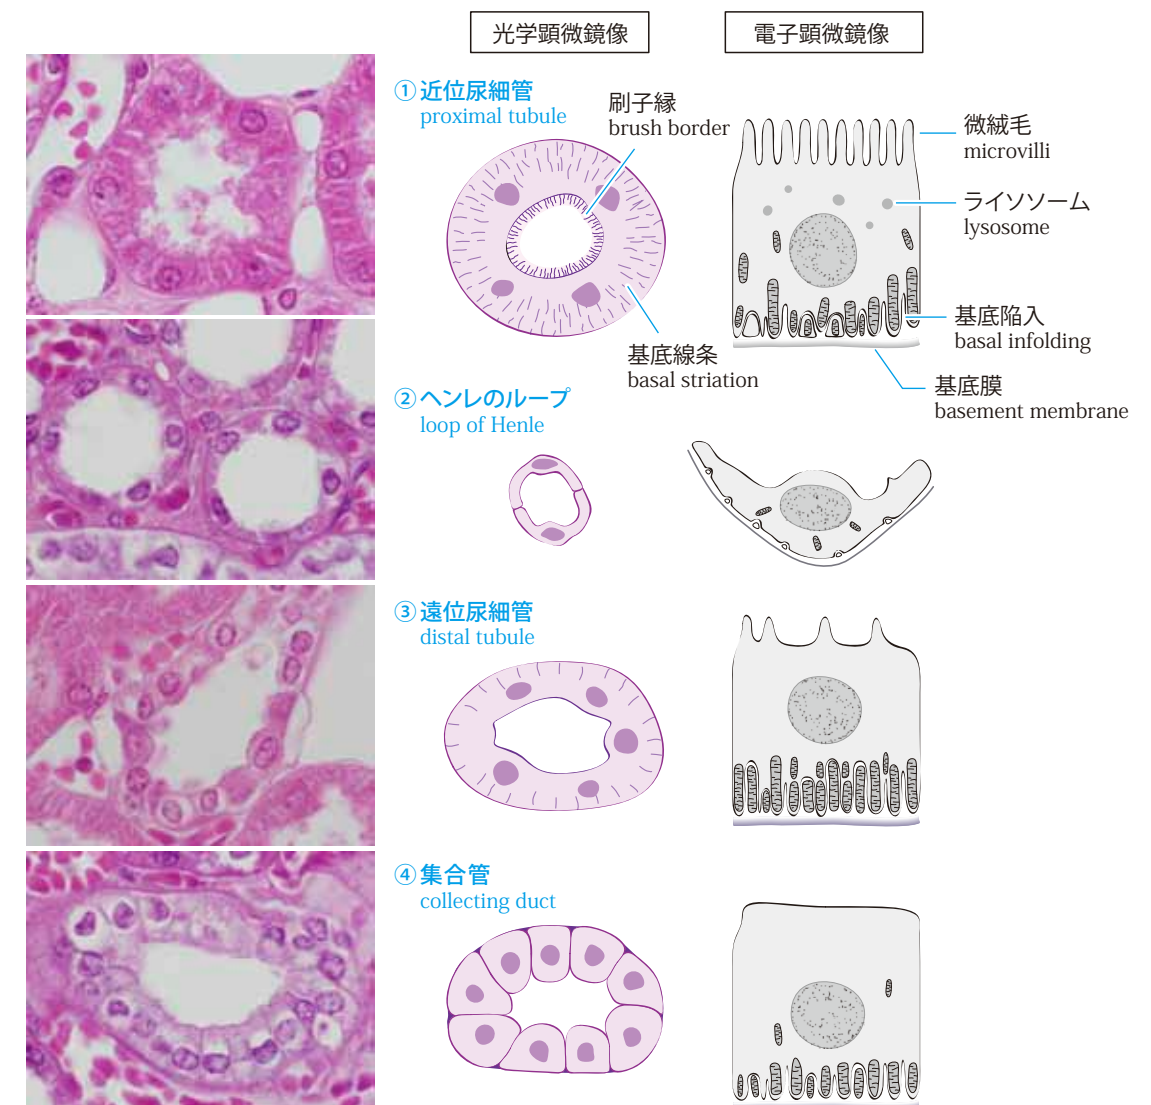 光学顕微鏡像
電子顕微鏡像
①近位尿細管
proximal tubule
刷子縁
brush border
微絨毛
microvilli
ライソソーム
lysosome
基底陥入
basal infolding
基底線条
basal striation
基底膜
basement membrane
②ヘンレのループ
loop of Henle
③遠位尿細管
distal tubule
④集合管
collecting duct